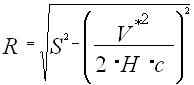 R = √(S² − (V*² / (2 · H · c))²)